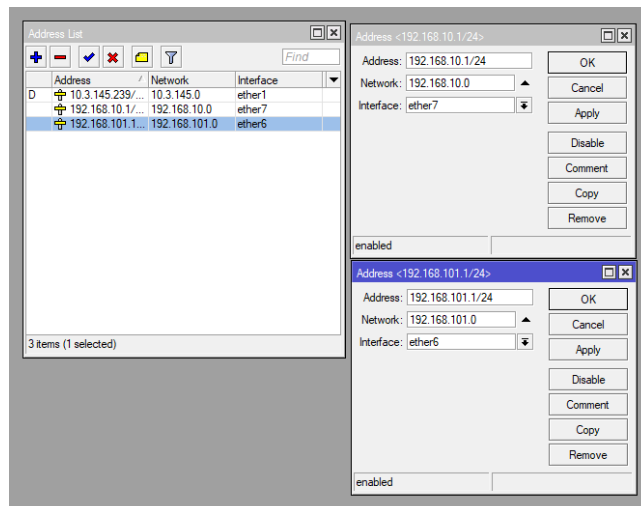 Address List
Find
Address / Network Interface
D 10.3.145.239/... 10.3.145.0 ether1
192.168.10.1/... 192.168.10.0 ether7
192.168.101.1... 192.168.101.0 ether6
3 items (1 selected)
Address <192.168.10.1/24>
Address: 192.168.10.1/24
Network: 192.168.10.0
Interface: ether7
OK
Cancel
Apply
Disable
Comment
Copy
Remove
enabled
Address <192.168.101.1/24>
Address: 192.168.101.1/24
Network: 192.168.101.0
Interface: ether6
OK
Cancel
Apply
Disable
Comment
Copy
Remove
enabled